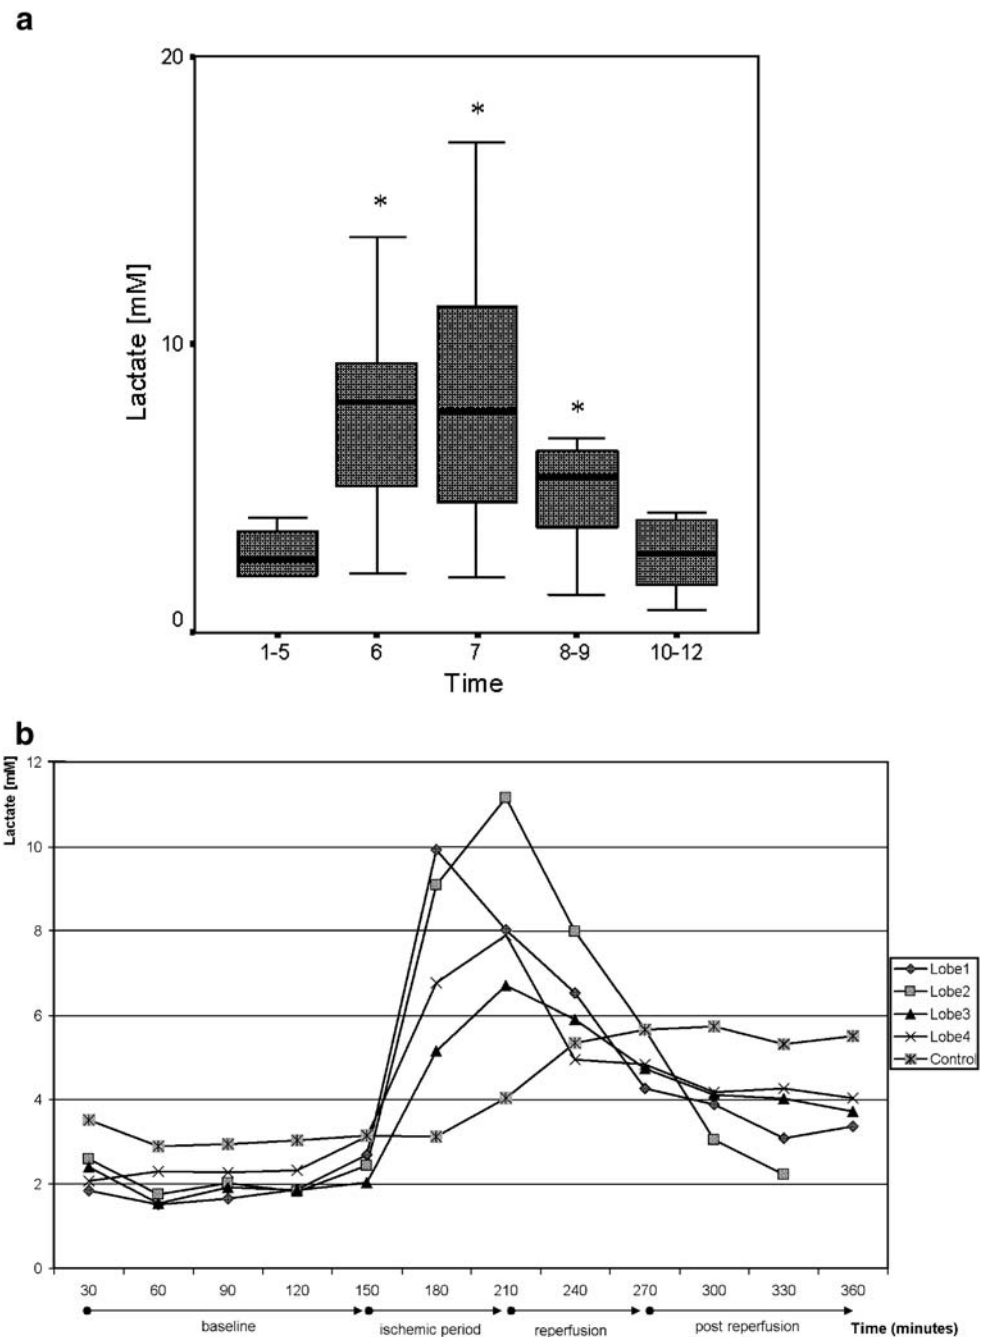 a
20
*
*
Lactate [mM]
10
*
0
1-5 6 7 8-9 10-12
Time
b
Lactate [mM]
12
10
8
6
4
2
0
Lobe1
Lobe2
Lobe3
Lobe4
Control
30 60 90 120 150 180 210 240 270 300 330 360
baseline ischemic period reperfusion post reperfusion Time (minutes)